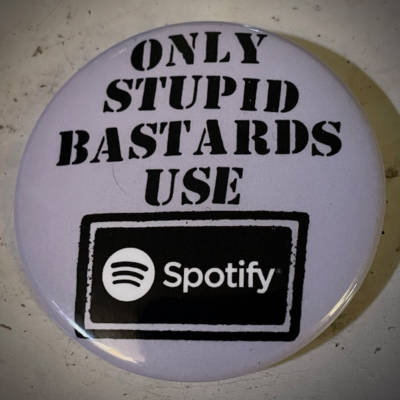 ONLY
STUPID
BASTARDS
USE
Spotify